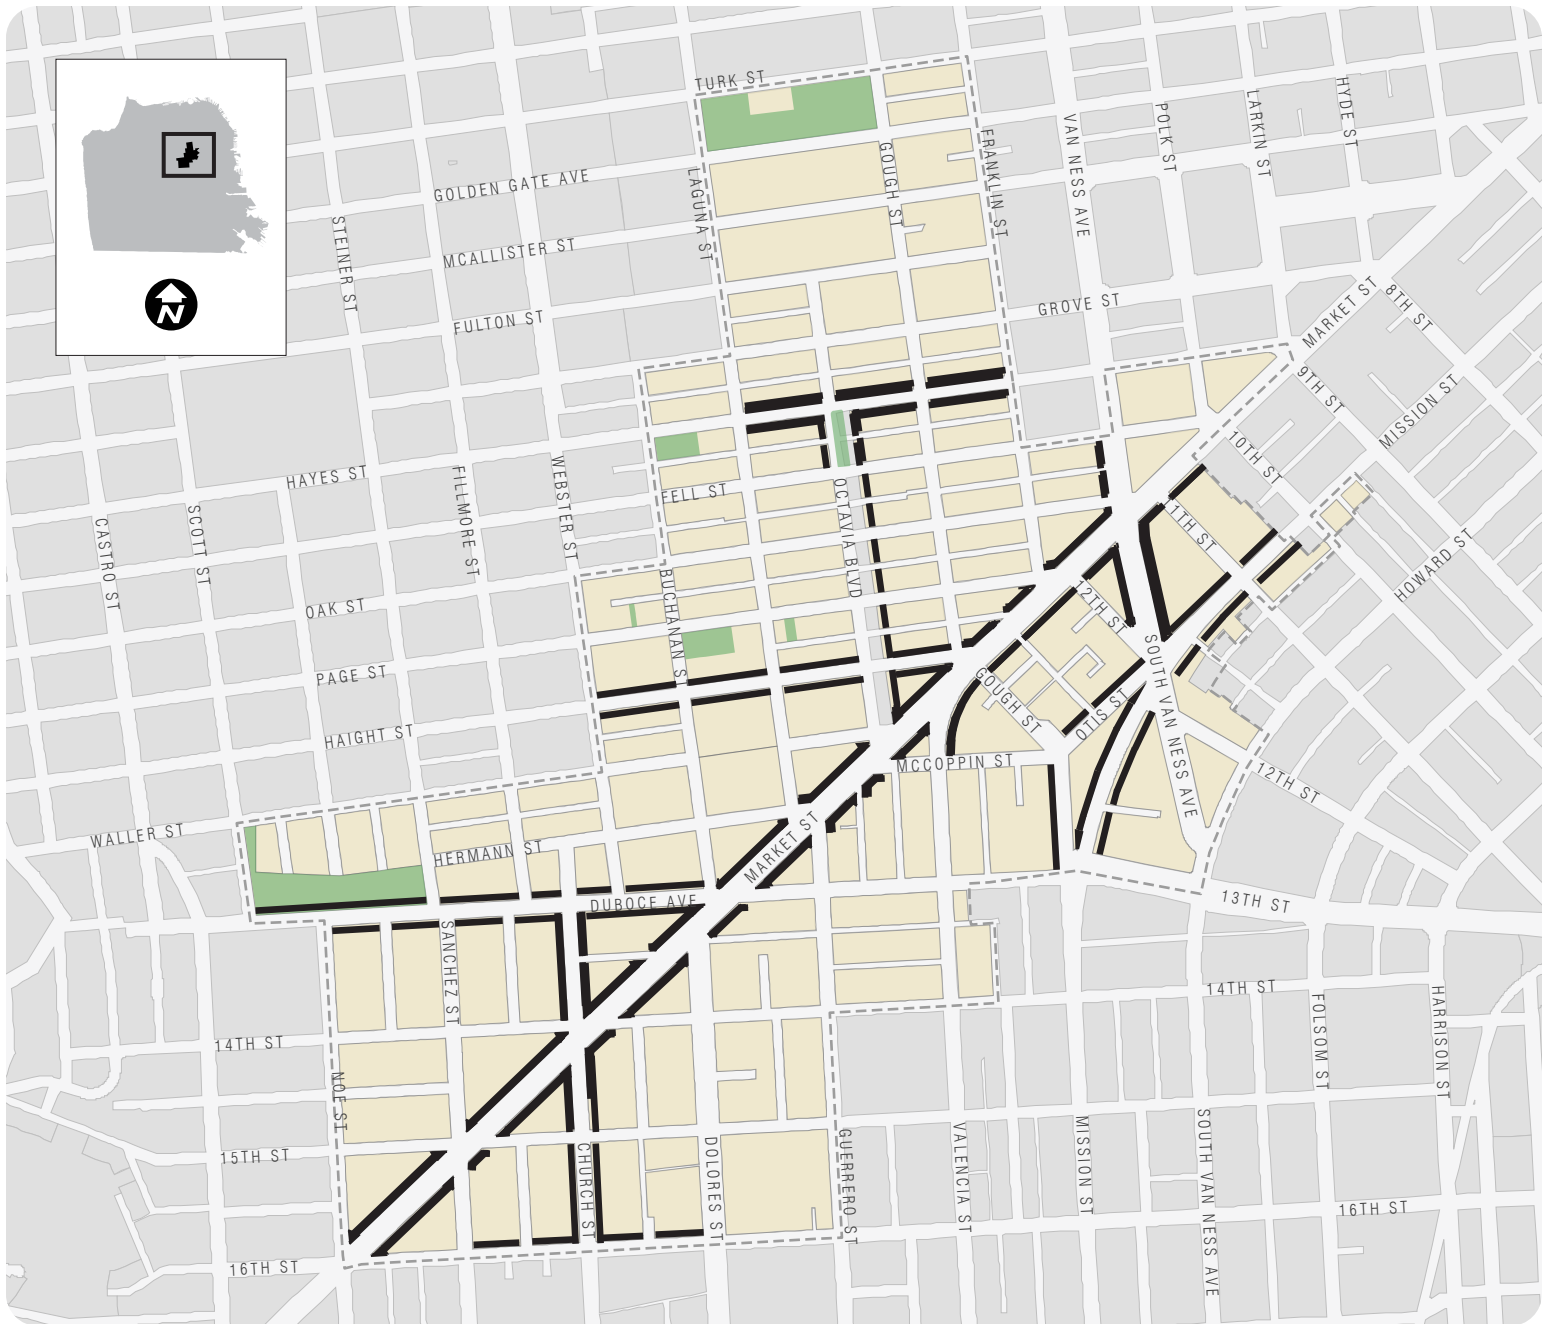 TURK ST
GOLDEN GATE AVE
MCALLISTER ST
FULTON ST
STEINER ST
LAGUNA ST
GOUGH ST
FRANKLIN ST
VAN NESS AVE
POLK ST
LARKIN ST
HYDE ST
GROVE ST
MARKET ST
8TH ST
9TH ST
MISSION ST
10TH ST
HOWARD ST
N
HAYES ST
FELL ST
CASTRO ST
SCOTT ST
FILLMORE ST
WEBSTER ST
OCTAVIA BLVD
11TH ST
BUCHANAN ST
OAK ST
12TH ST
PAGE ST
GOUGH ST
OTIS ST
SOUTH VAN NESS AVE
HAIGHT ST
MCCOPPIN ST
12TH ST
WALLER ST
HERMANN ST
MARKET ST
DUBOCE AVE
13TH ST
SANCHEZ ST
14TH ST
14TH ST
FOLSOM ST
HARRISON ST
NOE ST
15TH ST
CHURCH ST
DOLORES ST
GUERRERO ST
VALENCIA ST
MISSION ST
SOUTH VAN NESS AVE
16TH ST
16TH ST